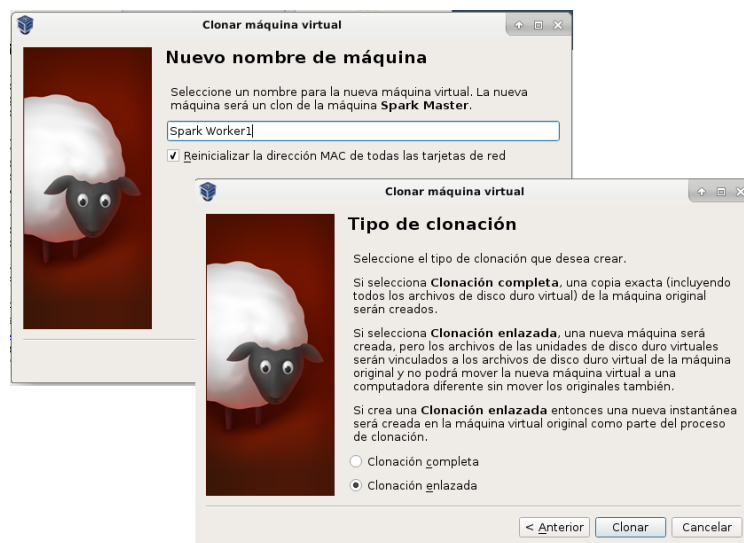 Clonar máquina virtual
Nuevo nombre de máquina
Seleccione un nombre para la nueva máquina virtual. La nueva
máquina será un clon de la máquina Spark Master.
Spark Worker1
Reinicializar la dirección MAC de todas las tarjetas de red
Clonar máquina virtual
Tipo de clonación
Seleccione el tipo de clonación que desea crear.
Si selecciona Clonación completa, una copia exacta (incluyendo
todos los archivos de disco duro virtual) de la máquina original
serán creados.
Si selecciona Clonación enlazada, una nueva máquina será
creada, pero los archivos de las unidades de disco duro virtuales
serán vinculados a los archivos de disco duro virtual de la máquina
original y no podrá mover la nueva máquina virtual a una
computadora diferente sin mover los originales también.
Si crea una Clonación enlazada entonces una nueva instantánea
será creada en la máquina virtual original como parte del proceso
de clonación.
Clonación completa
Clonación enlazada
< Anterior
Clonar
Cancelar